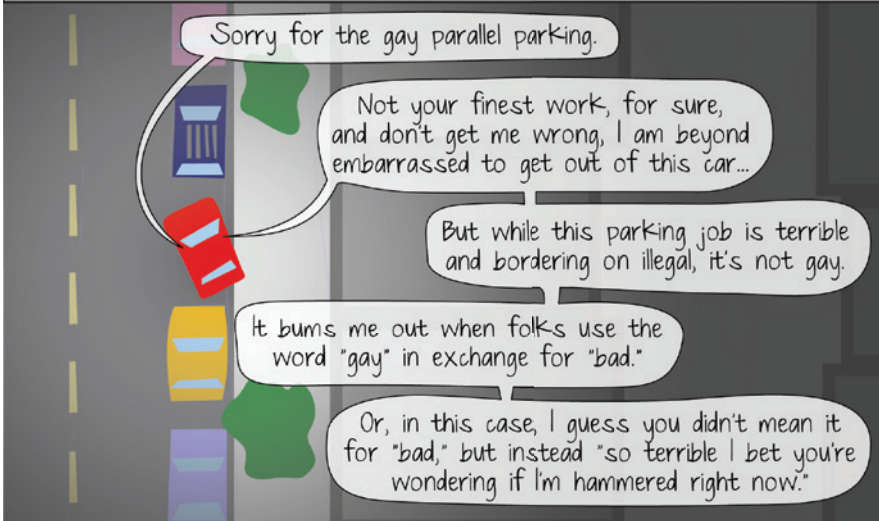 Sorry for the gay parallel parking.
Not your finest work, for sure,
and don't get me wrong, I am beyond
embarrassed to get out of this car...
But while this parking job is terrible
and bordering on illegal, it's not gay.
It bums me out when folks use the
word "gay" in exchange for "bad."
Or, in this case, I guess you didn't mean it
for "bad," but instead "so terrible I bet you're
wondering if I'm hammered right now."